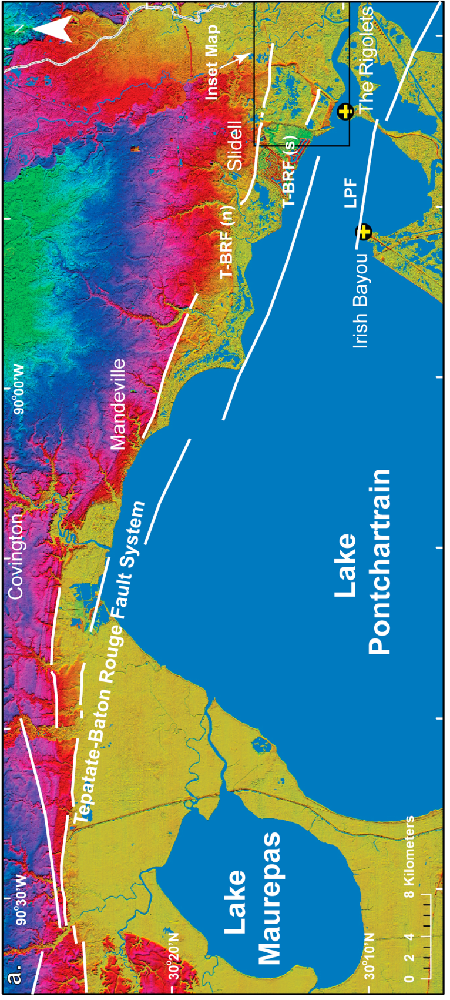 a.
90°30'W
Covington
90°00'W
N
Mandeville
Inset Map
Slidell
T-BRF (n)
T-BRF (s)
The Rigolets
LPF
Irish Bayou
Tepatate-Baton Rouge Fault System
Lake
Pontchartrain
Lake
Maurepas
30°20'N
30°10'N
0 2 4 8 Kilometers